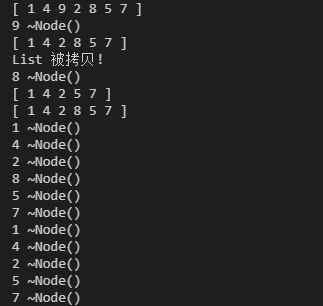 [ 1 4 9 2 8 5 7 ]
9 ~Node()
[ 1 4 2 8 5 7 ]
List 被拷贝!
8 ~Node()
[ 1 4 2 5 7 ]
[ 1 4 2 8 5 7 ]
1 ~Node()
4 ~Node()
2 ~Node()
8 ~Node()
5 ~Node()
7 ~Node()
1 ~Node()
4 ~Node()
2 ~Node()
5 ~Node()
7 ~Node()